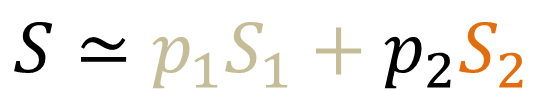 S ≃ p₁S₁ + p₂S₂